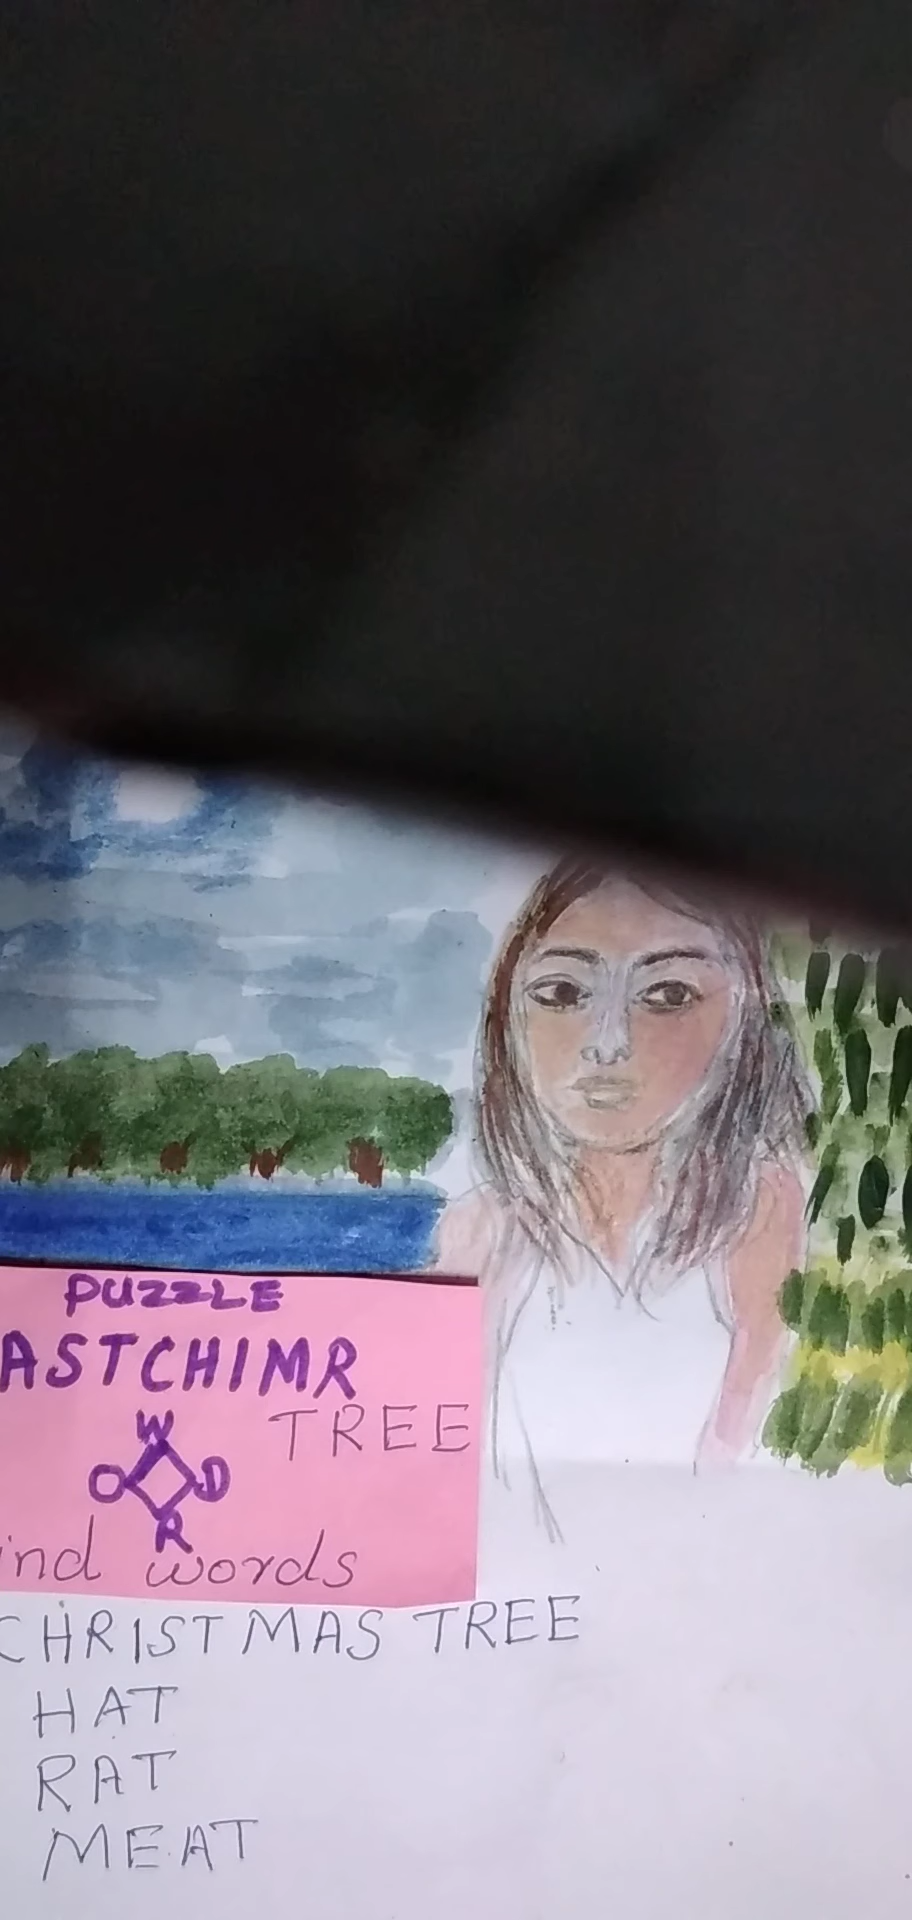 PUZZLE
ASTCHIMR
TREE
W
O D
R
ind words
CHRISTMAS TREE
HAT
RAT
MEAT